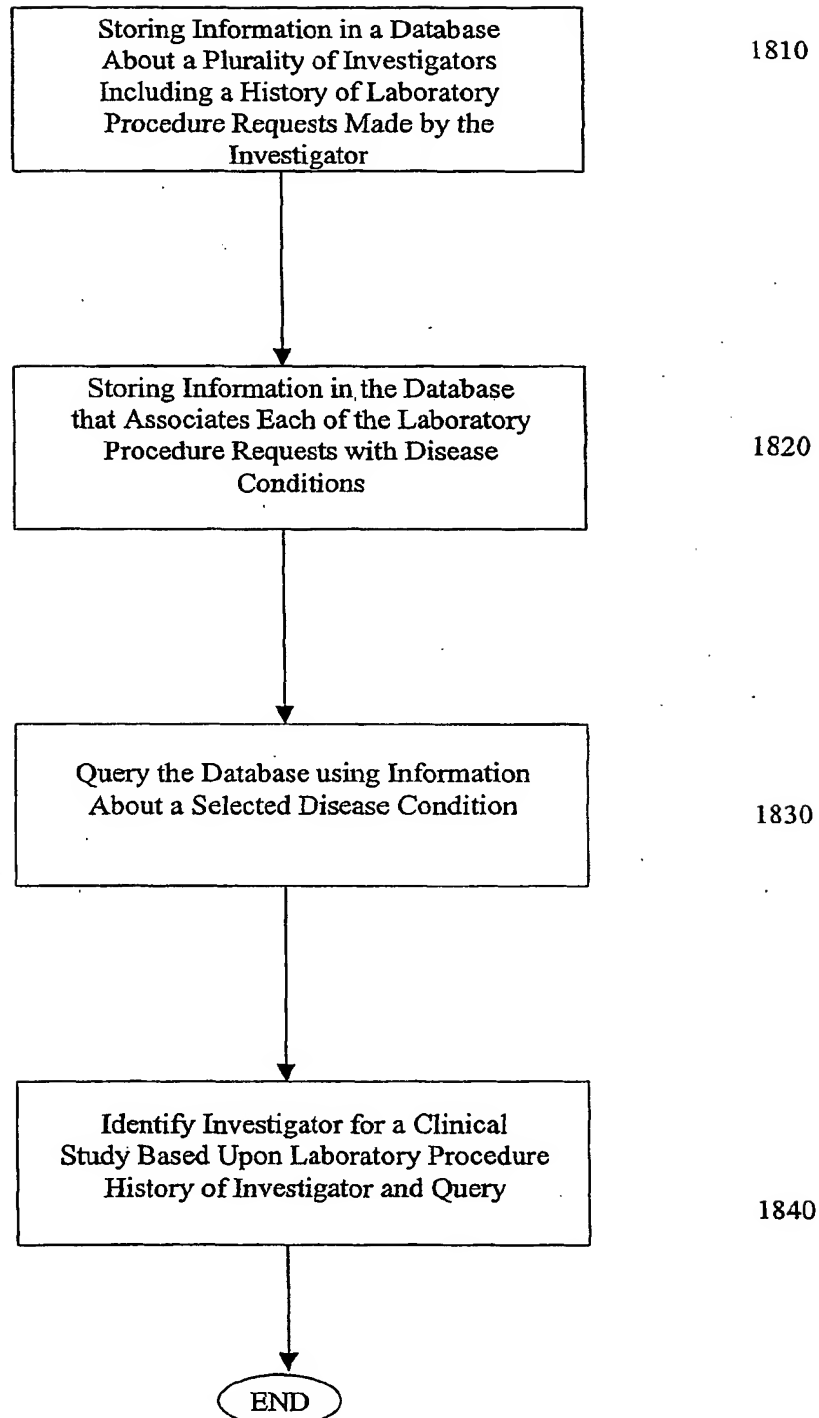 Storing Information in a Database
About a Plurality of Investigators
Including a History of Laboratory
Procedure Requests Made by the
Investigator
1810
Storing Information in the Database
that Associates Each of the Laboratory
Procedure Requests with Disease
Conditions
1820
Query the Database using Information
About a Selected Disease Condition
1830
Identify Investigator for a Clinical
Study Based Upon Laboratory Procedure
History of Investigator and Query
1840
END